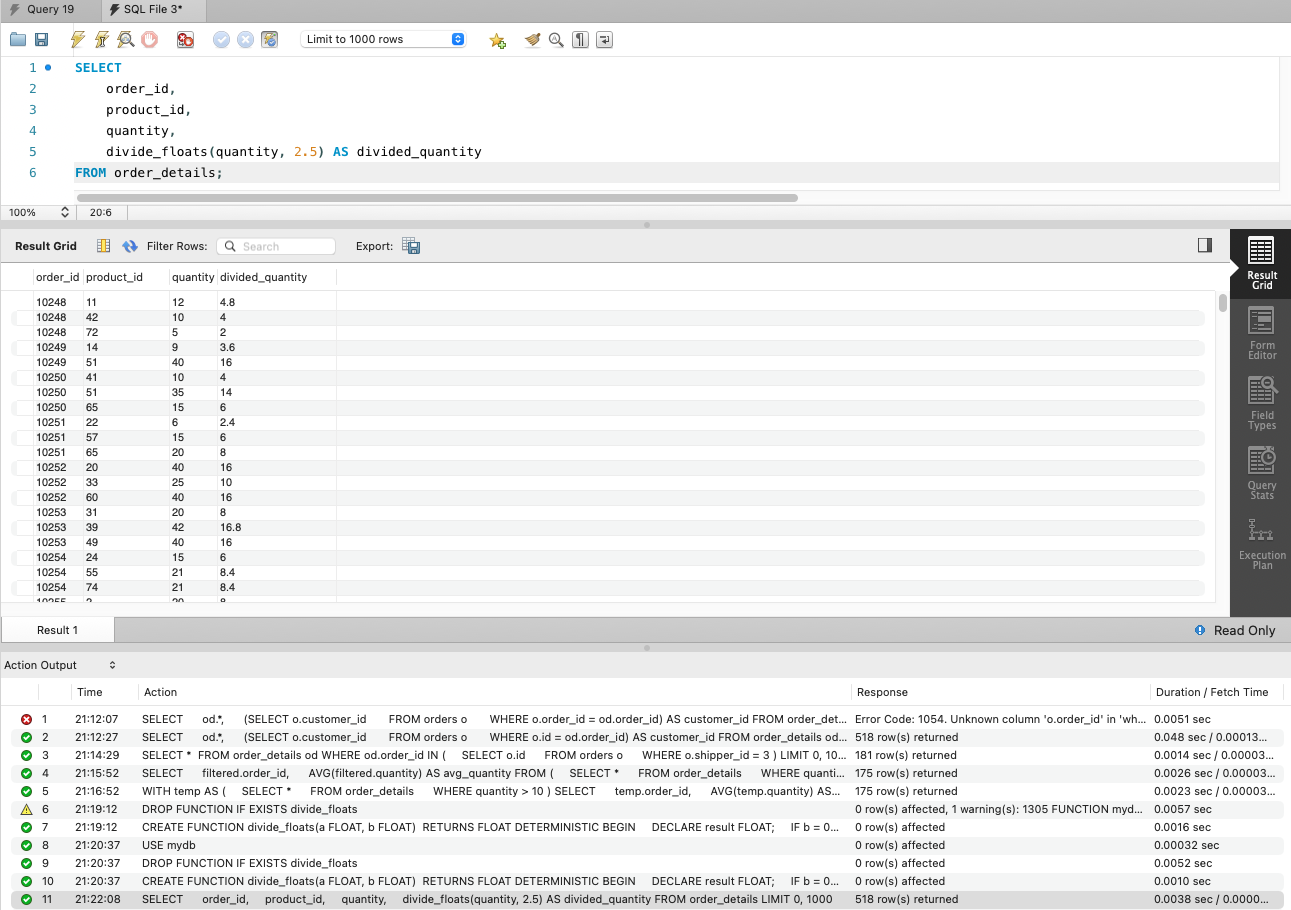 Query 19
SQL File 3*
Limit to 1000 rows
1 SELECT
2 order_id,
3 product_id,
4 quantity,
5 divide_floats(quantity, 2.5) AS divided_quantity
6 FROM order_details;
100% 20:6
Result Grid Filter Rows: Search Export:
order_id product_id quantity divided_quantity
10248 11 12 4.8
10248 42 10 4
10248 72 5 2
10249 14 9 3.6
10249 51 40 16
10250 41 10 4
10250 51 35 14
10250 65 15 6
10251 22 6 2.4
10251 57 15 6
10251 65 20 8
10252 20 40 16
10252 33 25 10
10252 60 40 16
10253 31 20 8
10253 39 42 16.8
10253 49 40 16
10254 24 15 6
10254 55 21 8.4
10254 74 21 8.4
Result
Grid
Form
Editor
Field
Types
Query
Stats
Execution
Plan
Result 1 Read Only
Action Output
Time Action Response Duration / Fetch Time
1 21:12:07 SELECT od.*, (SELECT o.customer_id FROM orders o WHERE o.order_id = od.order_id) AS customer_id FROM order_det... Error Code: 1054. Unknown column 'o.order_id' in 'wh... 0.0051 sec
2 21:12:27 SELECT od.*, (SELECT o.customer_id FROM orders o WHERE o.id = od.order_id) AS customer_id FROM order_details od... 518 row(s) returned 0.048 sec / 0.00013...
3 21:14:29 SELECT * FROM order_details od WHERE od.order_id IN ( SELECT o.id FROM orders o WHERE o.shipper_id = 3 ) LIMIT 0, 10... 181 row(s) returned 0.0014 sec / 0.00003...
4 21:15:52 SELECT filtered.order_id, AVG(filtered.quantity) AS avg_quantity FROM ( SELECT * FROM order_details WHERE quanti... 175 row(s) returned 0.0026 sec / 0.00003...
5 21:16:52 WITH temp AS ( SELECT * FROM order_details WHERE quantity > 10 ) SELECT temp.order_id, AVG(temp.quantity) AS... 175 row(s) returned 0.0023 sec / 0.00003...
6 21:19:12 DROP FUNCTION IF EXISTS divide_floats 0 row(s) affected, 1 warning(s): 1305 FUNCTION myd... 0.0057 sec
7 21:19:12 CREATE FUNCTION divide_floats(a FLOAT, b FLOAT) RETURNS FLOAT DETERMINISTIC BEGIN DECLARE result FLOAT; IF b = 0... 0 row(s) affected 0.0016 sec
8 21:20:37 USE mydb 0 row(s) affected 0.00032 sec
9 21:20:37 DROP FUNCTION IF EXISTS divide_floats 0 row(s) affected 0.0052 sec
10 21:20:37 CREATE FUNCTION divide_floats(a FLOAT, b FLOAT) RETURNS FLOAT DETERMINISTIC BEGIN DECLARE result FLOAT; IF b = 0... 0 row(s) affected 0.0010 sec
11 21:22:08 SELECT order_id, product_id, quantity, divide_floats(quantity, 2.5) AS divided_quantity FROM order_details LIMIT 0, 1000 518 row(s) returned 0.0038 sec / 0.0000...